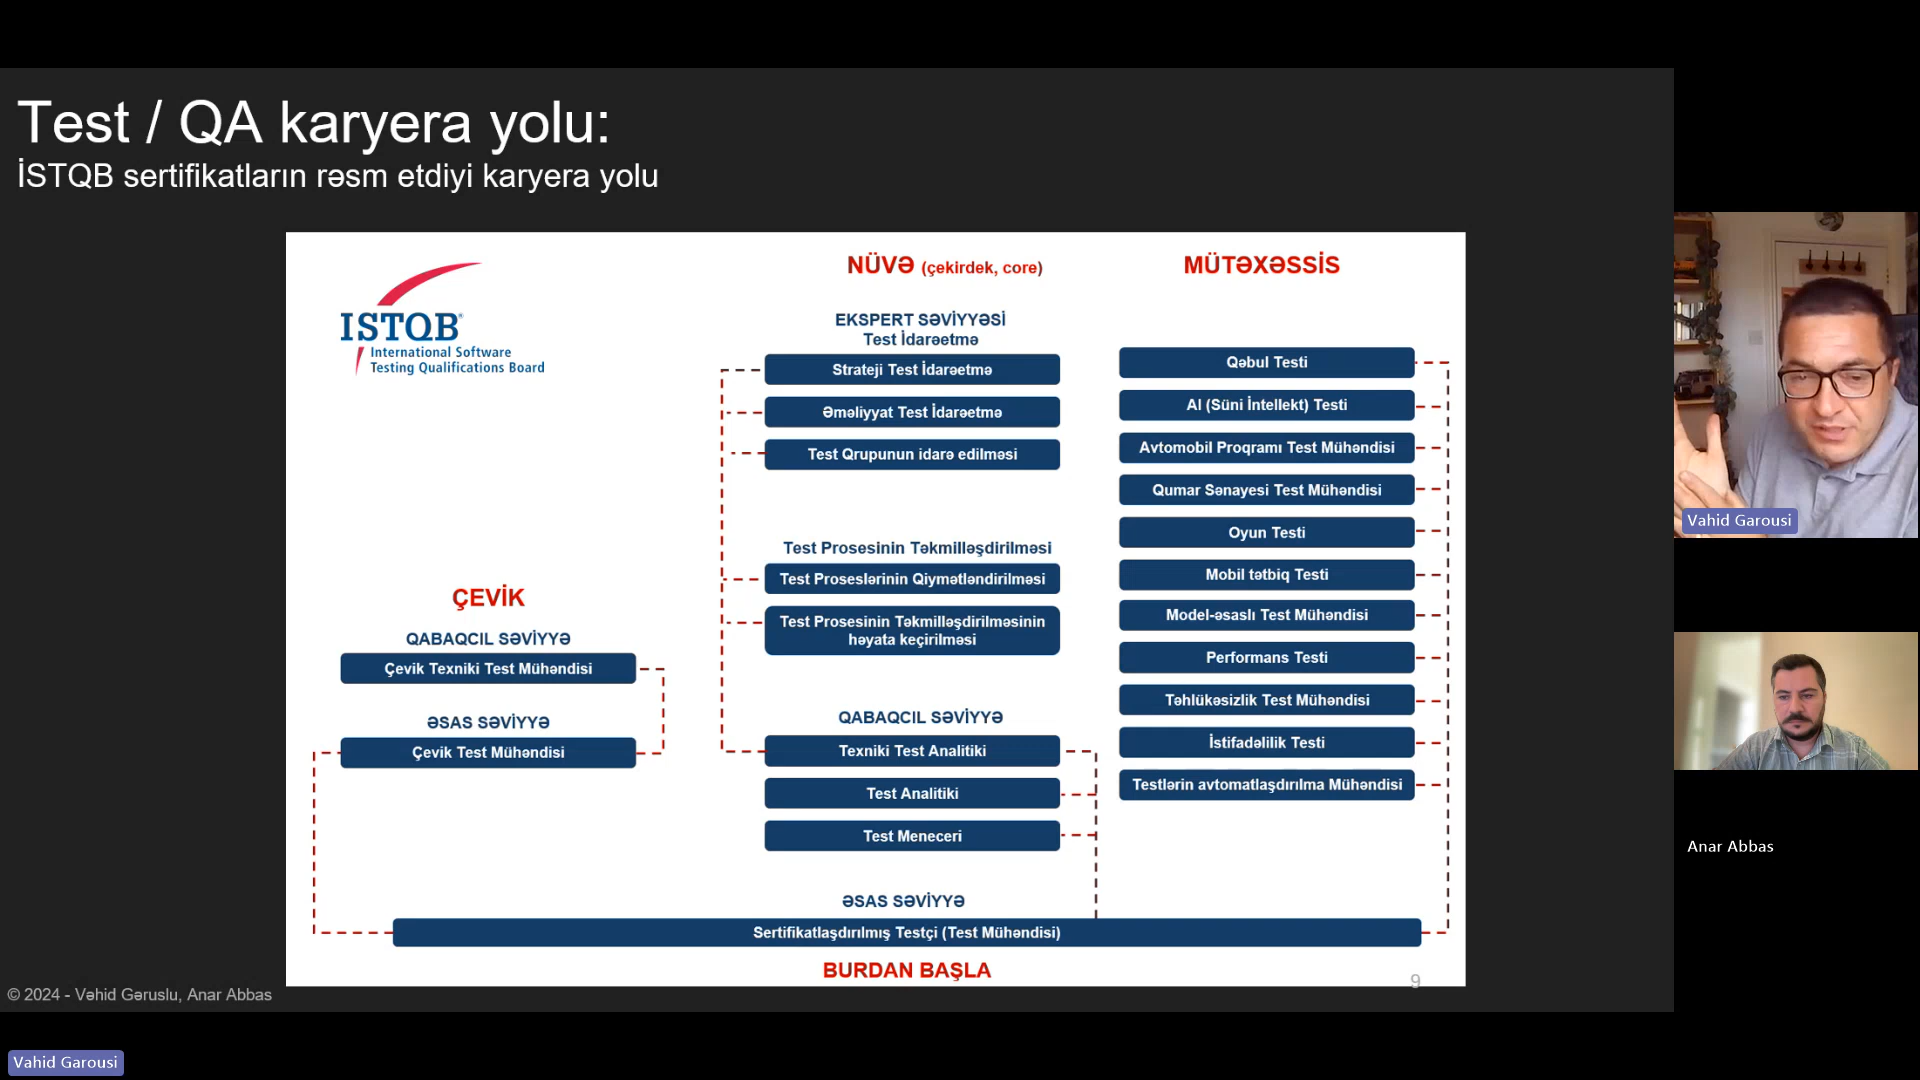 Test / QA karyera yolu:
İSTQB sertifikatların rəsm etdiyi karyera yolu
ISTQB®
International Software
Testing Qualifications Board
ÇEVİK
QABAQCIL SƏVİYYƏ
Çevik Texniki Test Mühəndisi
ƏSAS SƏVİYYƏ
Çevik Test Mühəndisi
NÜVƏ (çekirdek, core)
EKSPERT SƏVİYYƏSİ
Test İdarəetmə
Strateji Test İdarəetmə
Əməliyyat Test İdarəetmə
Test Qrupunun idarə edilməsi
Test Prosesinin Təkmilləşdirilməsi
Test Proseslərinin Qiymətləndirilməsi
Test Prosesinin Təkmilləşdirilməsinin
həyata keçirilməsi
QABAQCIL SƏVİYYƏ
Texniki Test Analitiki
Test Analitiki
Test Meneceri
MÜTƏXƏSSİS
Qəbul Testi
AI (Süni İntellekt) Testi
Avtomobil Proqramı Test Mühəndisi
Qumar Sənayesi Test Mühəndisi
Oyun Testi
Mobil tətbiq Testi
Model-əsaslı Test Mühəndisi
Performans Testi
Təhlükəsizlik Test Mühəndisi
İstifadəlilik Testi
Testlərin avtomatlaşdırılma Mühəndisi
ƏSAS SƏVİYYƏ
Sertifikatlaşdırılmış Testçi (Test Mühəndisi)
BURDAN BAŞLA
9
© 2024 - Vəhid Gəruslu, Anar Abbas
Vahid Garousi
Anar Abbas
Vahid Garousi